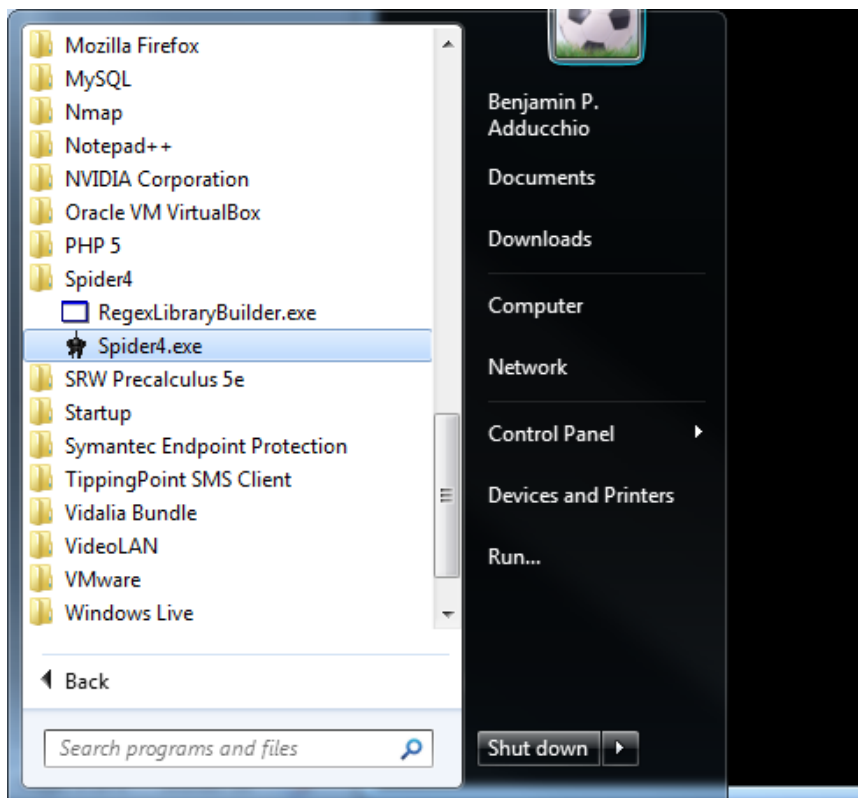 Mozilla Firefox
MySQL
Nmap
Notepad++
NVIDIA Corporation
Oracle VM VirtualBox
PHP 5
Spider4
RegexLibraryBuilder.exe
Spider4.exe
SRW Precalculus 5e
Startup
Symantec Endpoint Protection
TippingPoint SMS Client
Vidalia Bundle
VideoLAN
VMware
Windows Live
Back
Search programs and files
Benjamin P.
Adducchio
Documents
Downloads
Computer
Network
Control Panel
Devices and Printers
Run...
Shut down